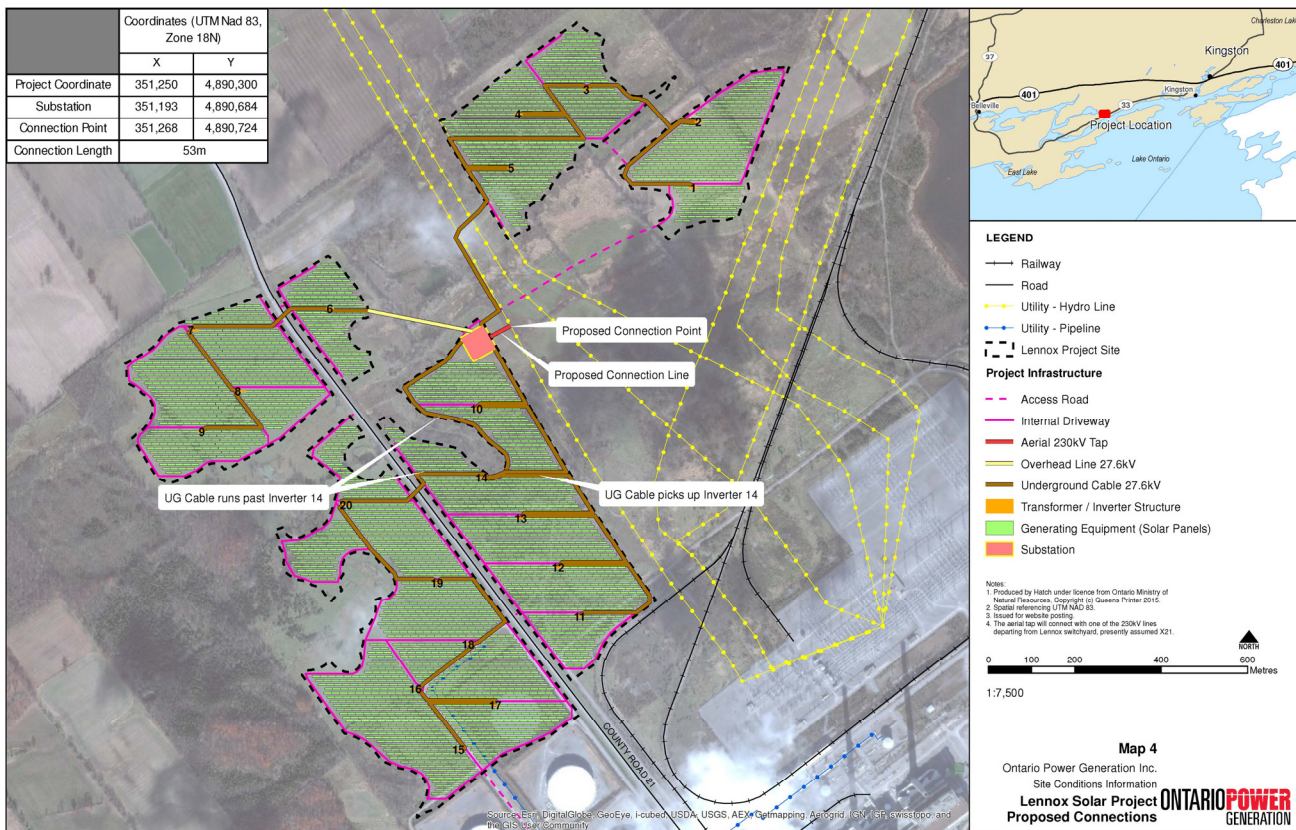 Coordinates (UTM Nad 83,
Zone 18N)
X Y
Project Coordinate 351,250 4,890,300
Substation 351,193 4,890,684
Connection Point 351,268 4,890,724
Connection Length 53m
3
4
2
5
1
6
7
8
9
10
14
13
12
11
20
19
18
16
17
15
Proposed Connection Point
Proposed Connection Line
UG Cable runs past Inverter 14
UG Cable picks up Inverter 14
COUNTY ROAD 21
Source: Esri, DigitalGlobe, GeoEye, i-cubed, USDA, USGS, AEX, Getmapping, Aerogrid, IGN, IGP, swisstopo, and
the GIS User Community
Charleston Lake
Kingston
37
401
401
Kingston
33
Belleville
Project Location
Lake Ontario
East Lake
LEGEND
Railway
Road
Utility - Hydro Line
Utility - Pipeline
Lennox Project Site
Project Infrastructure
Access Road
Internal Driveway
Aerial 230kV Tap
Overhead Line 27.6kV
Underground Cable 27.6kV
Transformer / Inverter Structure
Generating Equipment (Solar Panels)
Substation
Notes:
1. Produced by Hatch under licence from Ontario Ministry of
Natural Resources, Copyright (c) Queens Printer 2015.
2. Spatial referencing UTM NAD 83.
3. Issued for website posting.
4. The aerial tap will connect with one of the 230kV lines
departing from Lennox switchyard, presently assumed X21.
NORTH
0 100 200 400 600
Metres
1:7,500
Map 4
Ontario Power Generation Inc.
Site Conditions Information
Lennox Solar Project
Proposed Connections
ONTARIOPOWER
GENERATION